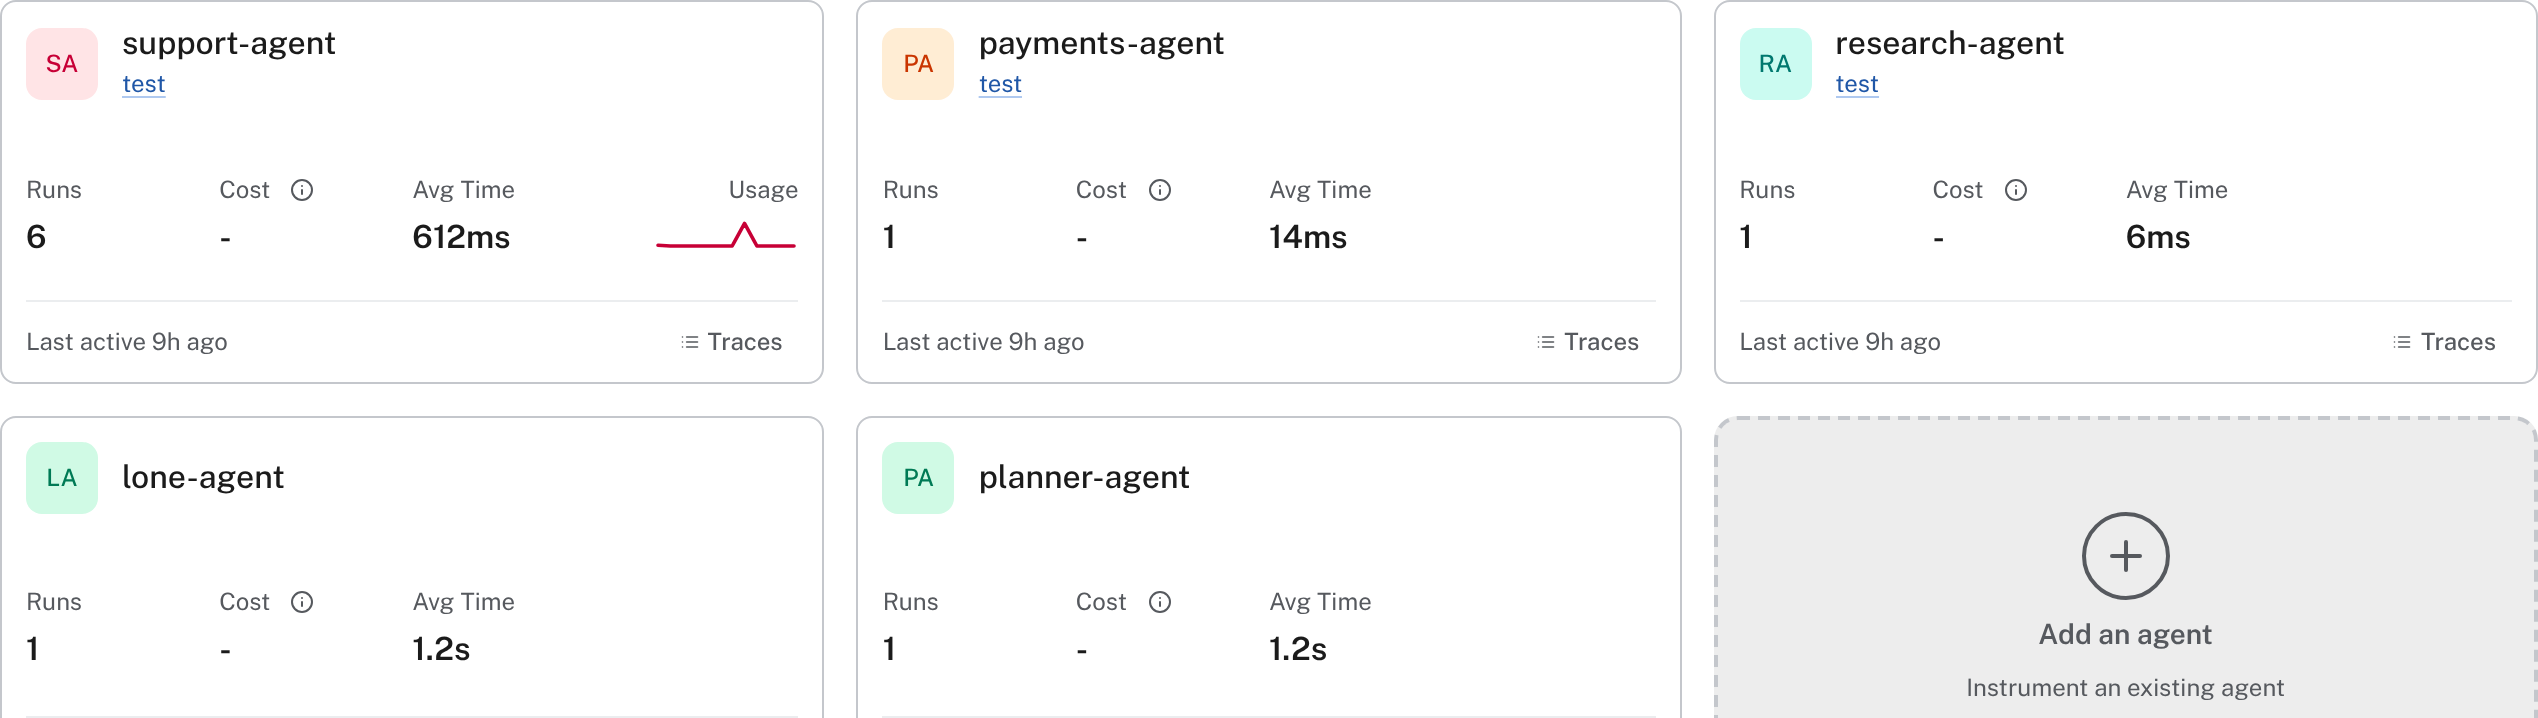 SA
support-agent
test
Runs
Cost
Avg Time
Usage
6
-
612ms
Last active 9h ago
Traces
PA
payments-agent
test
Runs
Cost
Avg Time
1
-
14ms
Last active 9h ago
Traces
RA
research-agent
test
Runs
Cost
Avg Time
1
-
6ms
Last active 9h ago
Traces
LA
lone-agent
Runs
Cost
Avg Time
1
-
1.2s
PA
planner-agent
Runs
Cost
Avg Time
1
-
1.2s
Add an agent
Instrument an existing agent